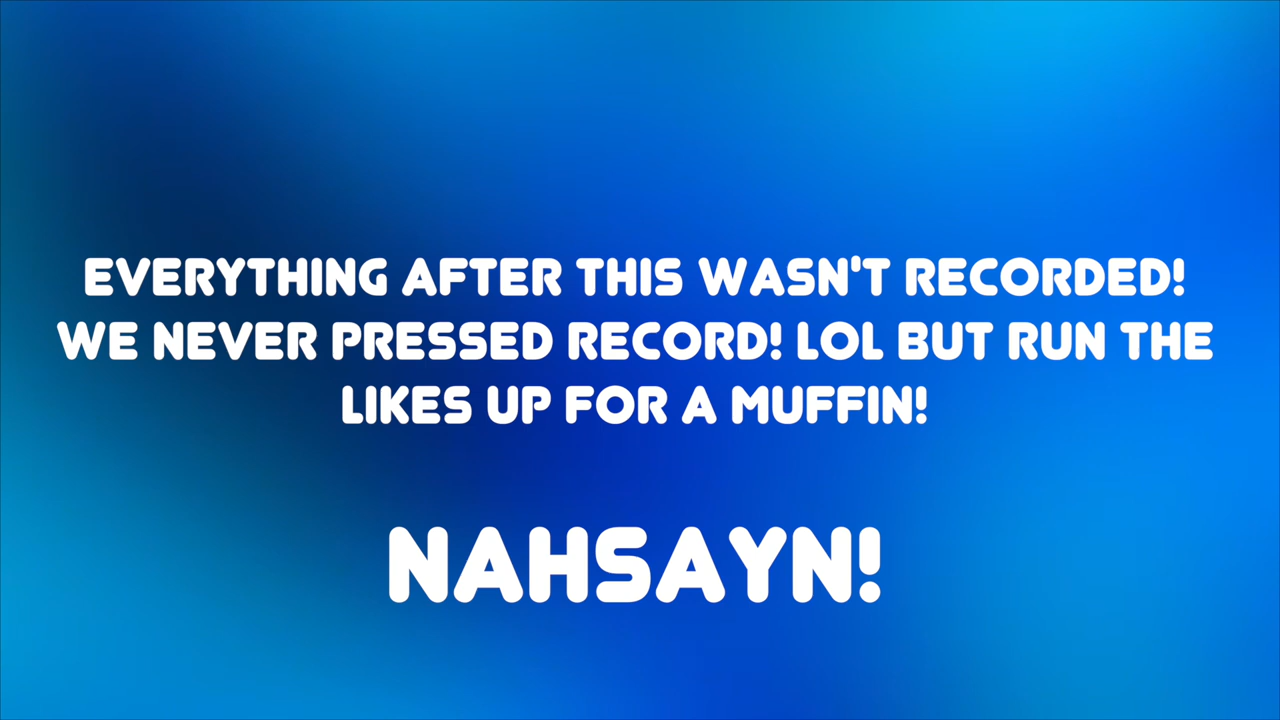 EVERYTHING AFTER THIS WASN'T RECORDED!
WE NEVER PRESSED RECORD! LOL BUT RUN THE
LIKES UP FOR A MUFFIN!
NAHSAYN!